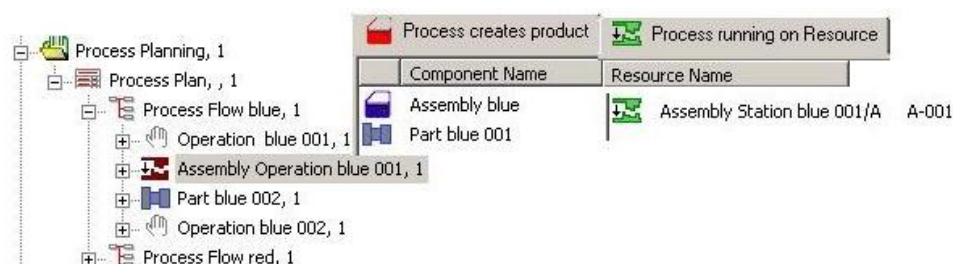 Process Planning, 1
Process Plan, , 1
Process Flow blue, 1
Operation blue 001, 1
Assembly Operation blue 001, 1
Part blue 002, 1
Operation blue 002, 1
Process Flow red, 1
Process creates product
Process running on Resource
Component Name
Resource Name
Assembly blue
Assembly Station blue 001/A A-001
Part blue 001